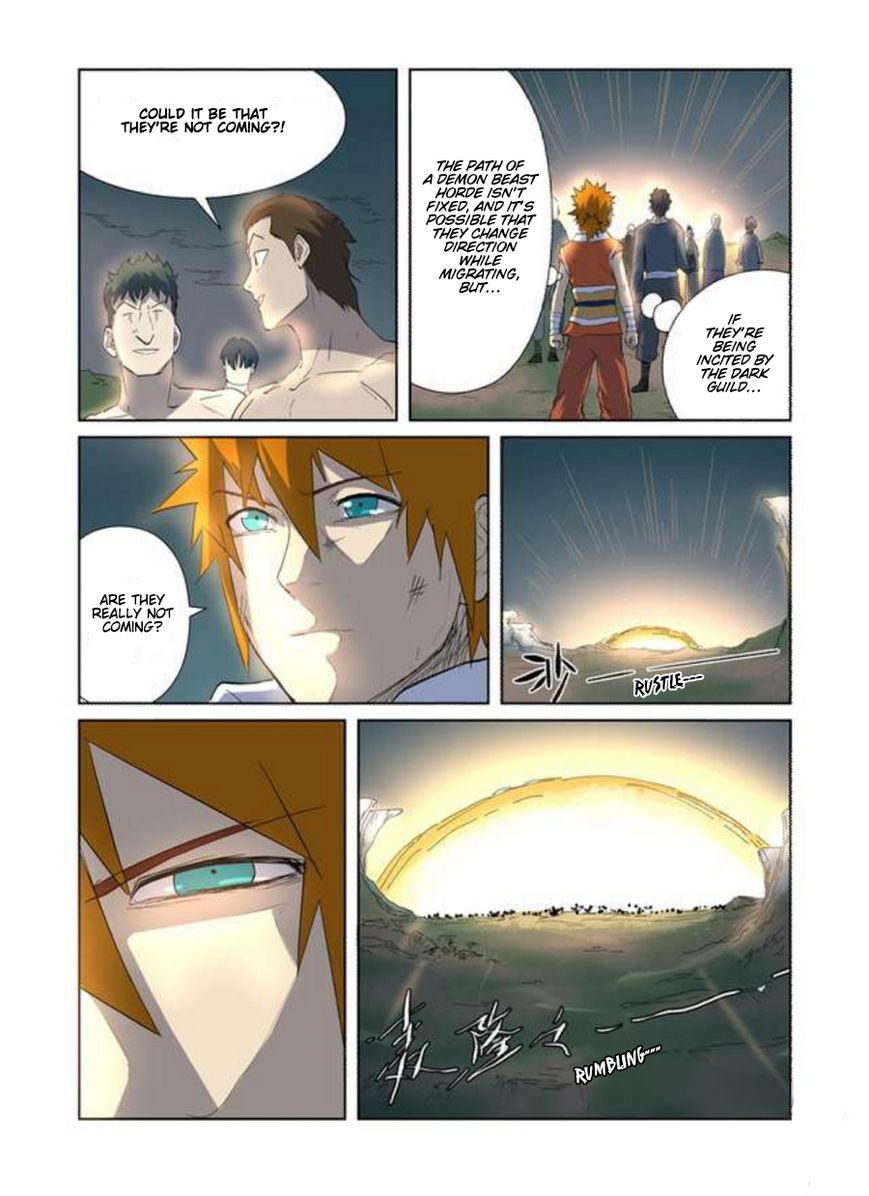 COULD IT BE THAT
THEY'RE NOT COMING?!
THE PATH OF
A DEMON BEAST
HORDE ISN'T
FIXED, AND IT'S
POSSIBLE THAT
THEY CHANGE
DIRECTION
WHILE
MIGRATING,
BUT...
IF
THEY'RE
BEING
INCITED BY
THE DARK
GUILD...
ARE THEY
REALLY NOT
COMING?
沙
RUSTLE---
隆
RUMBLING---